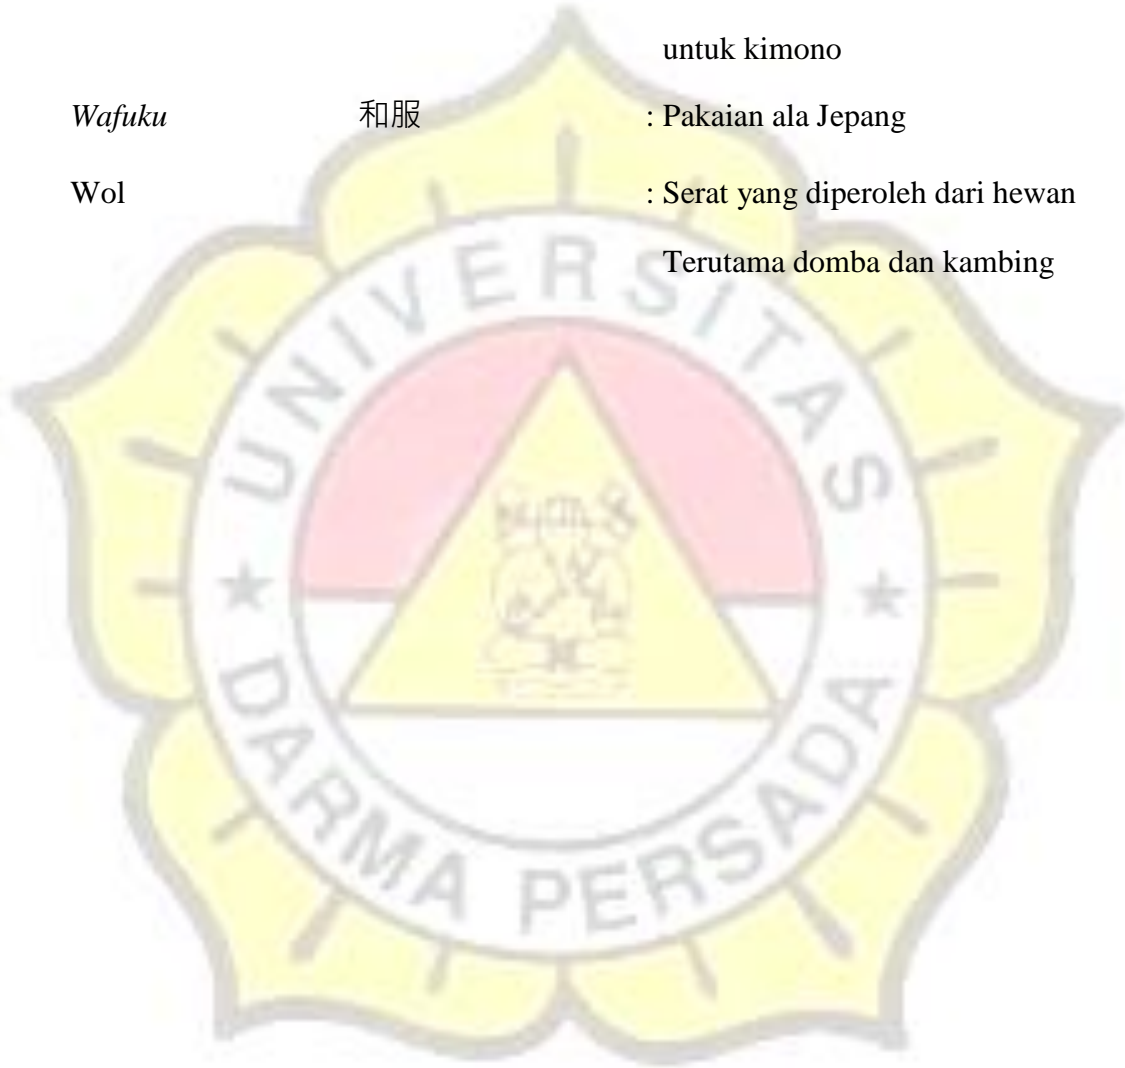 untuk kimono
Wafuku 和服 : Pakaian ala Jepang
Wol : Serat yang diperoleh dari hewan
Terutama domba dan kambing
UNIVERSITAS
DARMA PERSADA